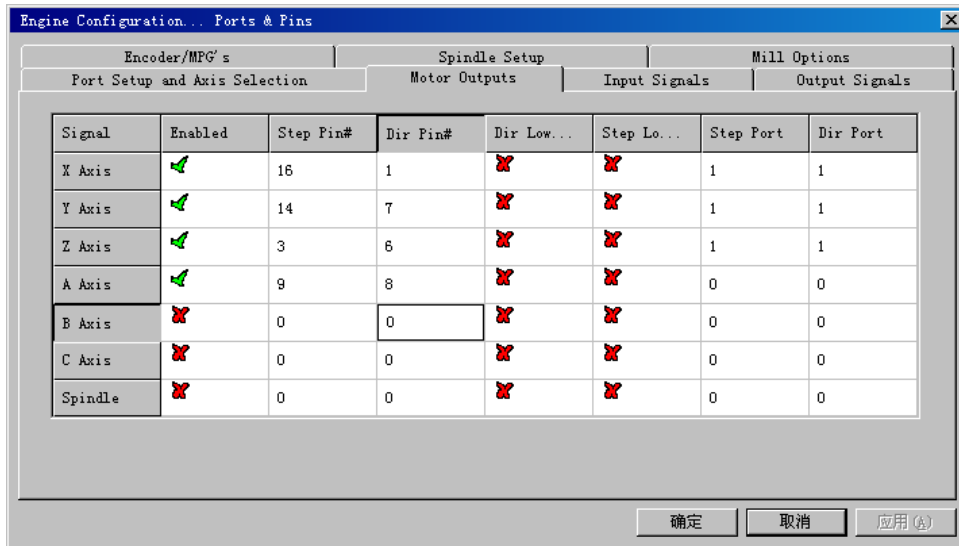 Engine Configuration... Ports & Pins
Encoder/MPG's Spindle Setup Mill Options
Port Setup and Axis Selection Motor Outputs Input Signals Output Signals
Signal Enabled Step Pin# Dir Pin# Dir Low... Step Lo... Step Port Dir Port
X Axis 16 1 1 1
Y Axis 14 7 1 1
Z Axis 3 6 1 1
A Axis 9 8 0 0
B Axis 0 0 0 0
C Axis 0 0 0 0
Spindle 0 0 0 0
确定 取消 应用(A)